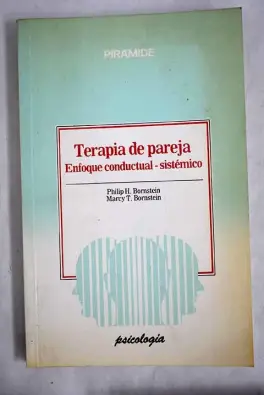 PIRAMIDE
Terapia de pareja
Enfoque conductual - sistémico
Philip H. Bornstein
Marcy T. Bornstein
psicología